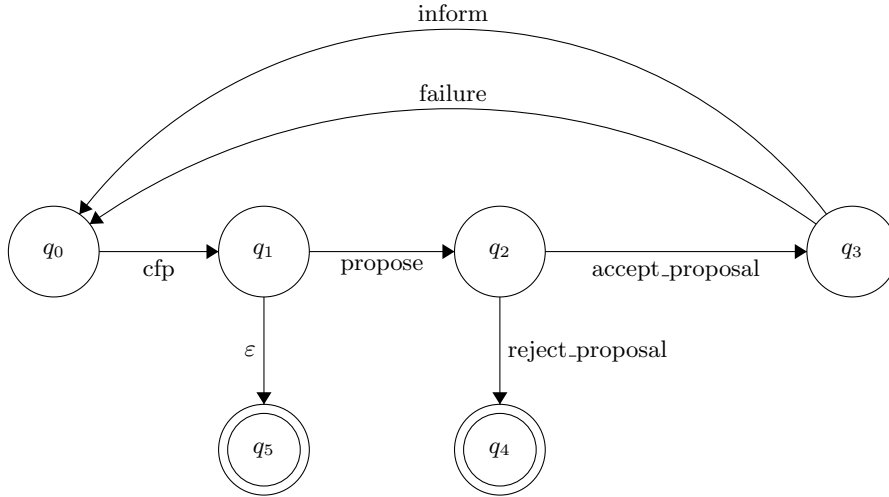 inform
failure
q0
q1
q2
q3
cfp
propose
accept_proposal
ε
reject_proposal
q5
q4